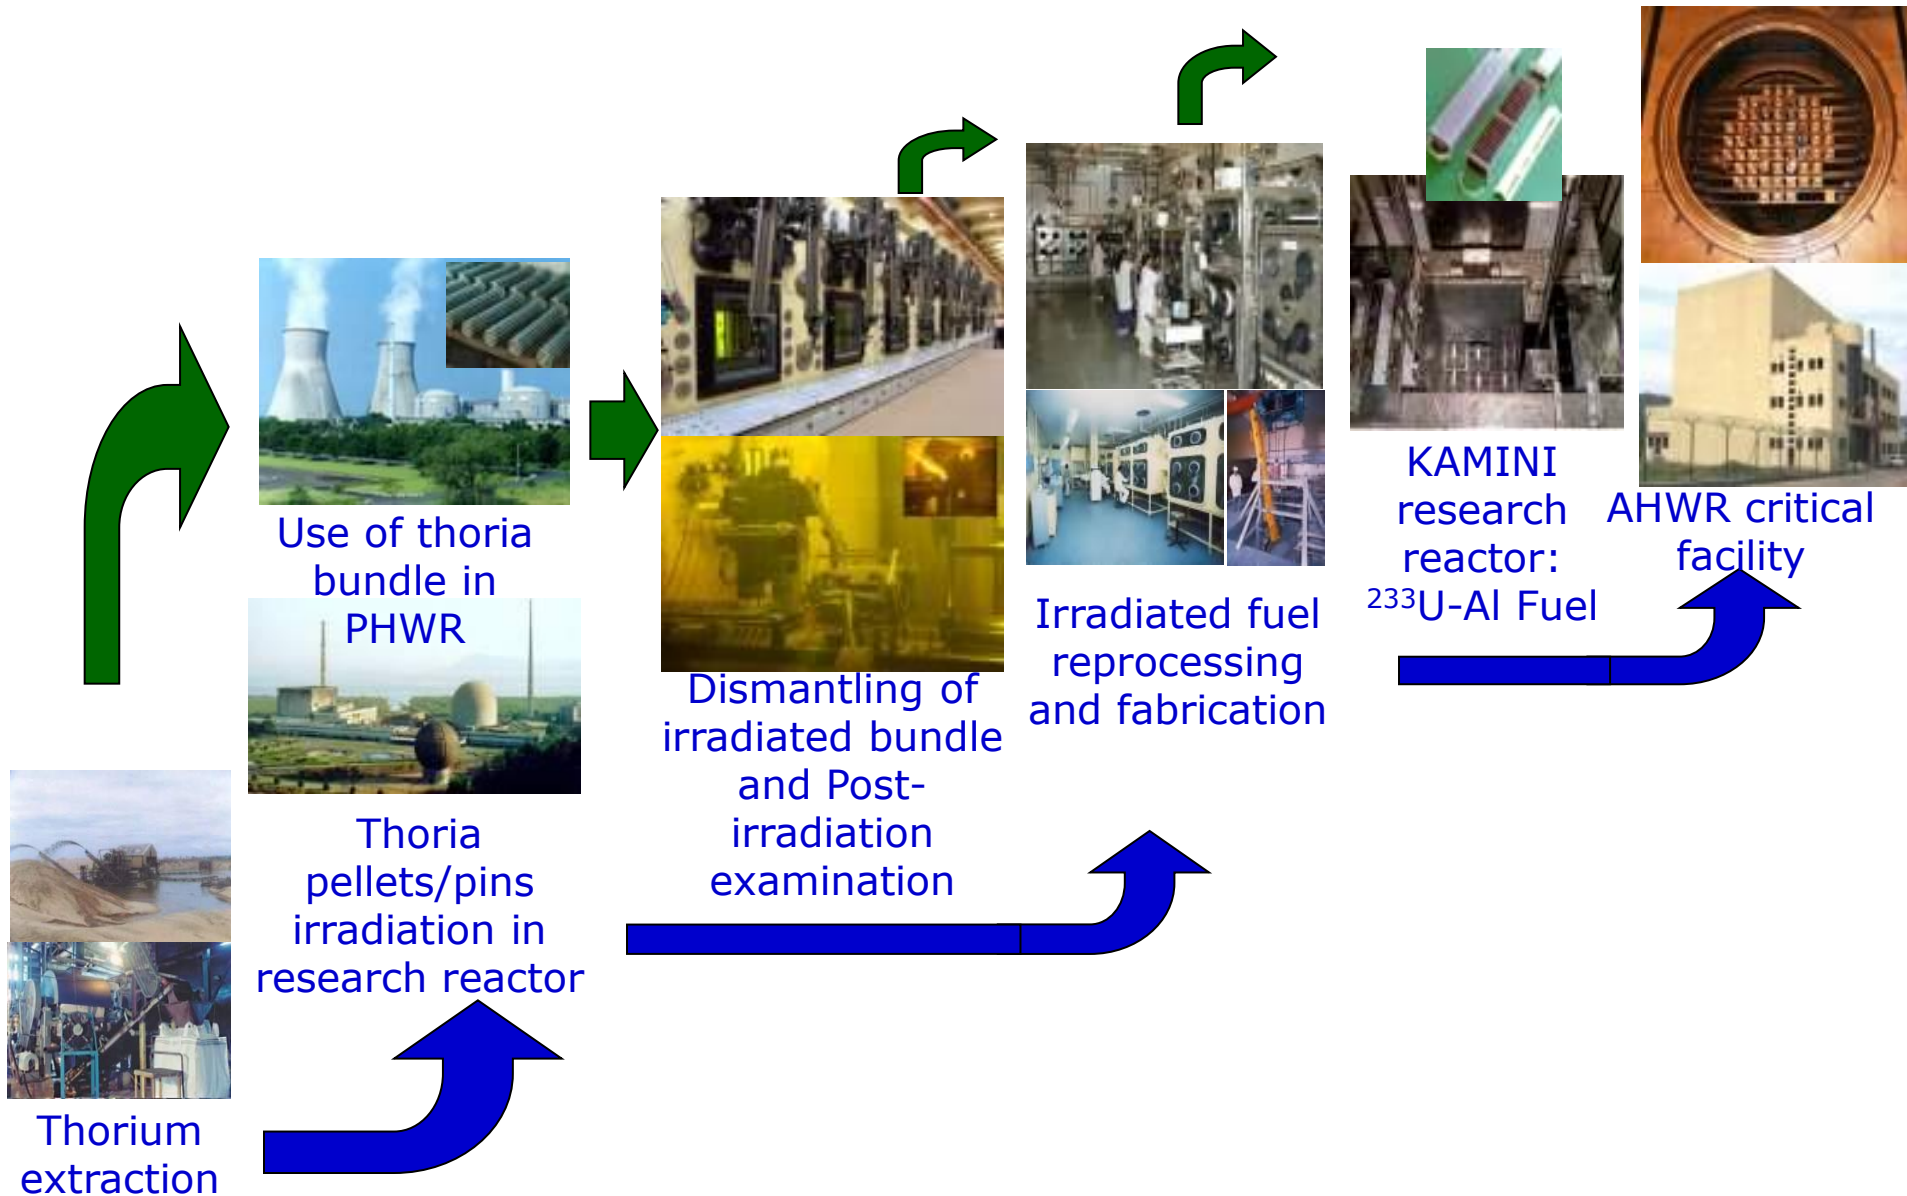 Thorium
extraction
Use of thoria
bundle in
PHWR
Thoria
pellets/pins
irradiation in
research reactor
Dismantling of
irradiated bundle
and Post-
irradiation
examination
Irradiated fuel
reprocessing
and fabrication
KAMINI
research
reactor:
²³³U-Al Fuel
AHWR critical
facility